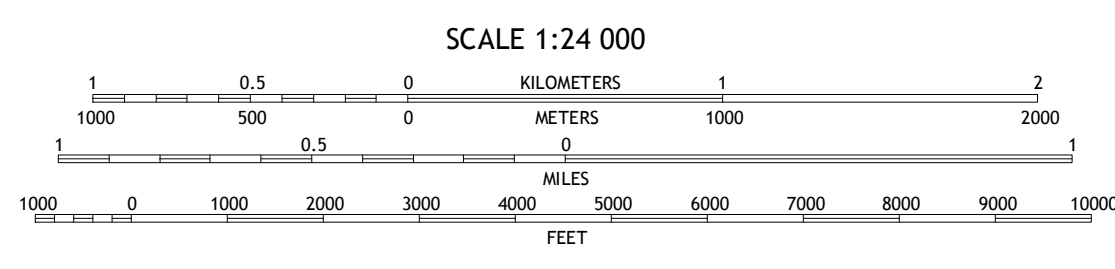 SCALE 1:24 000
1 0.5 0 KILOMETERS 1 2
1000 500 0 METERS 1000 2000
1 0.5 0 1
MILES
1000 0 1000 2000 3000 4000 5000 6000 7000 8000 9000 10000
FEET